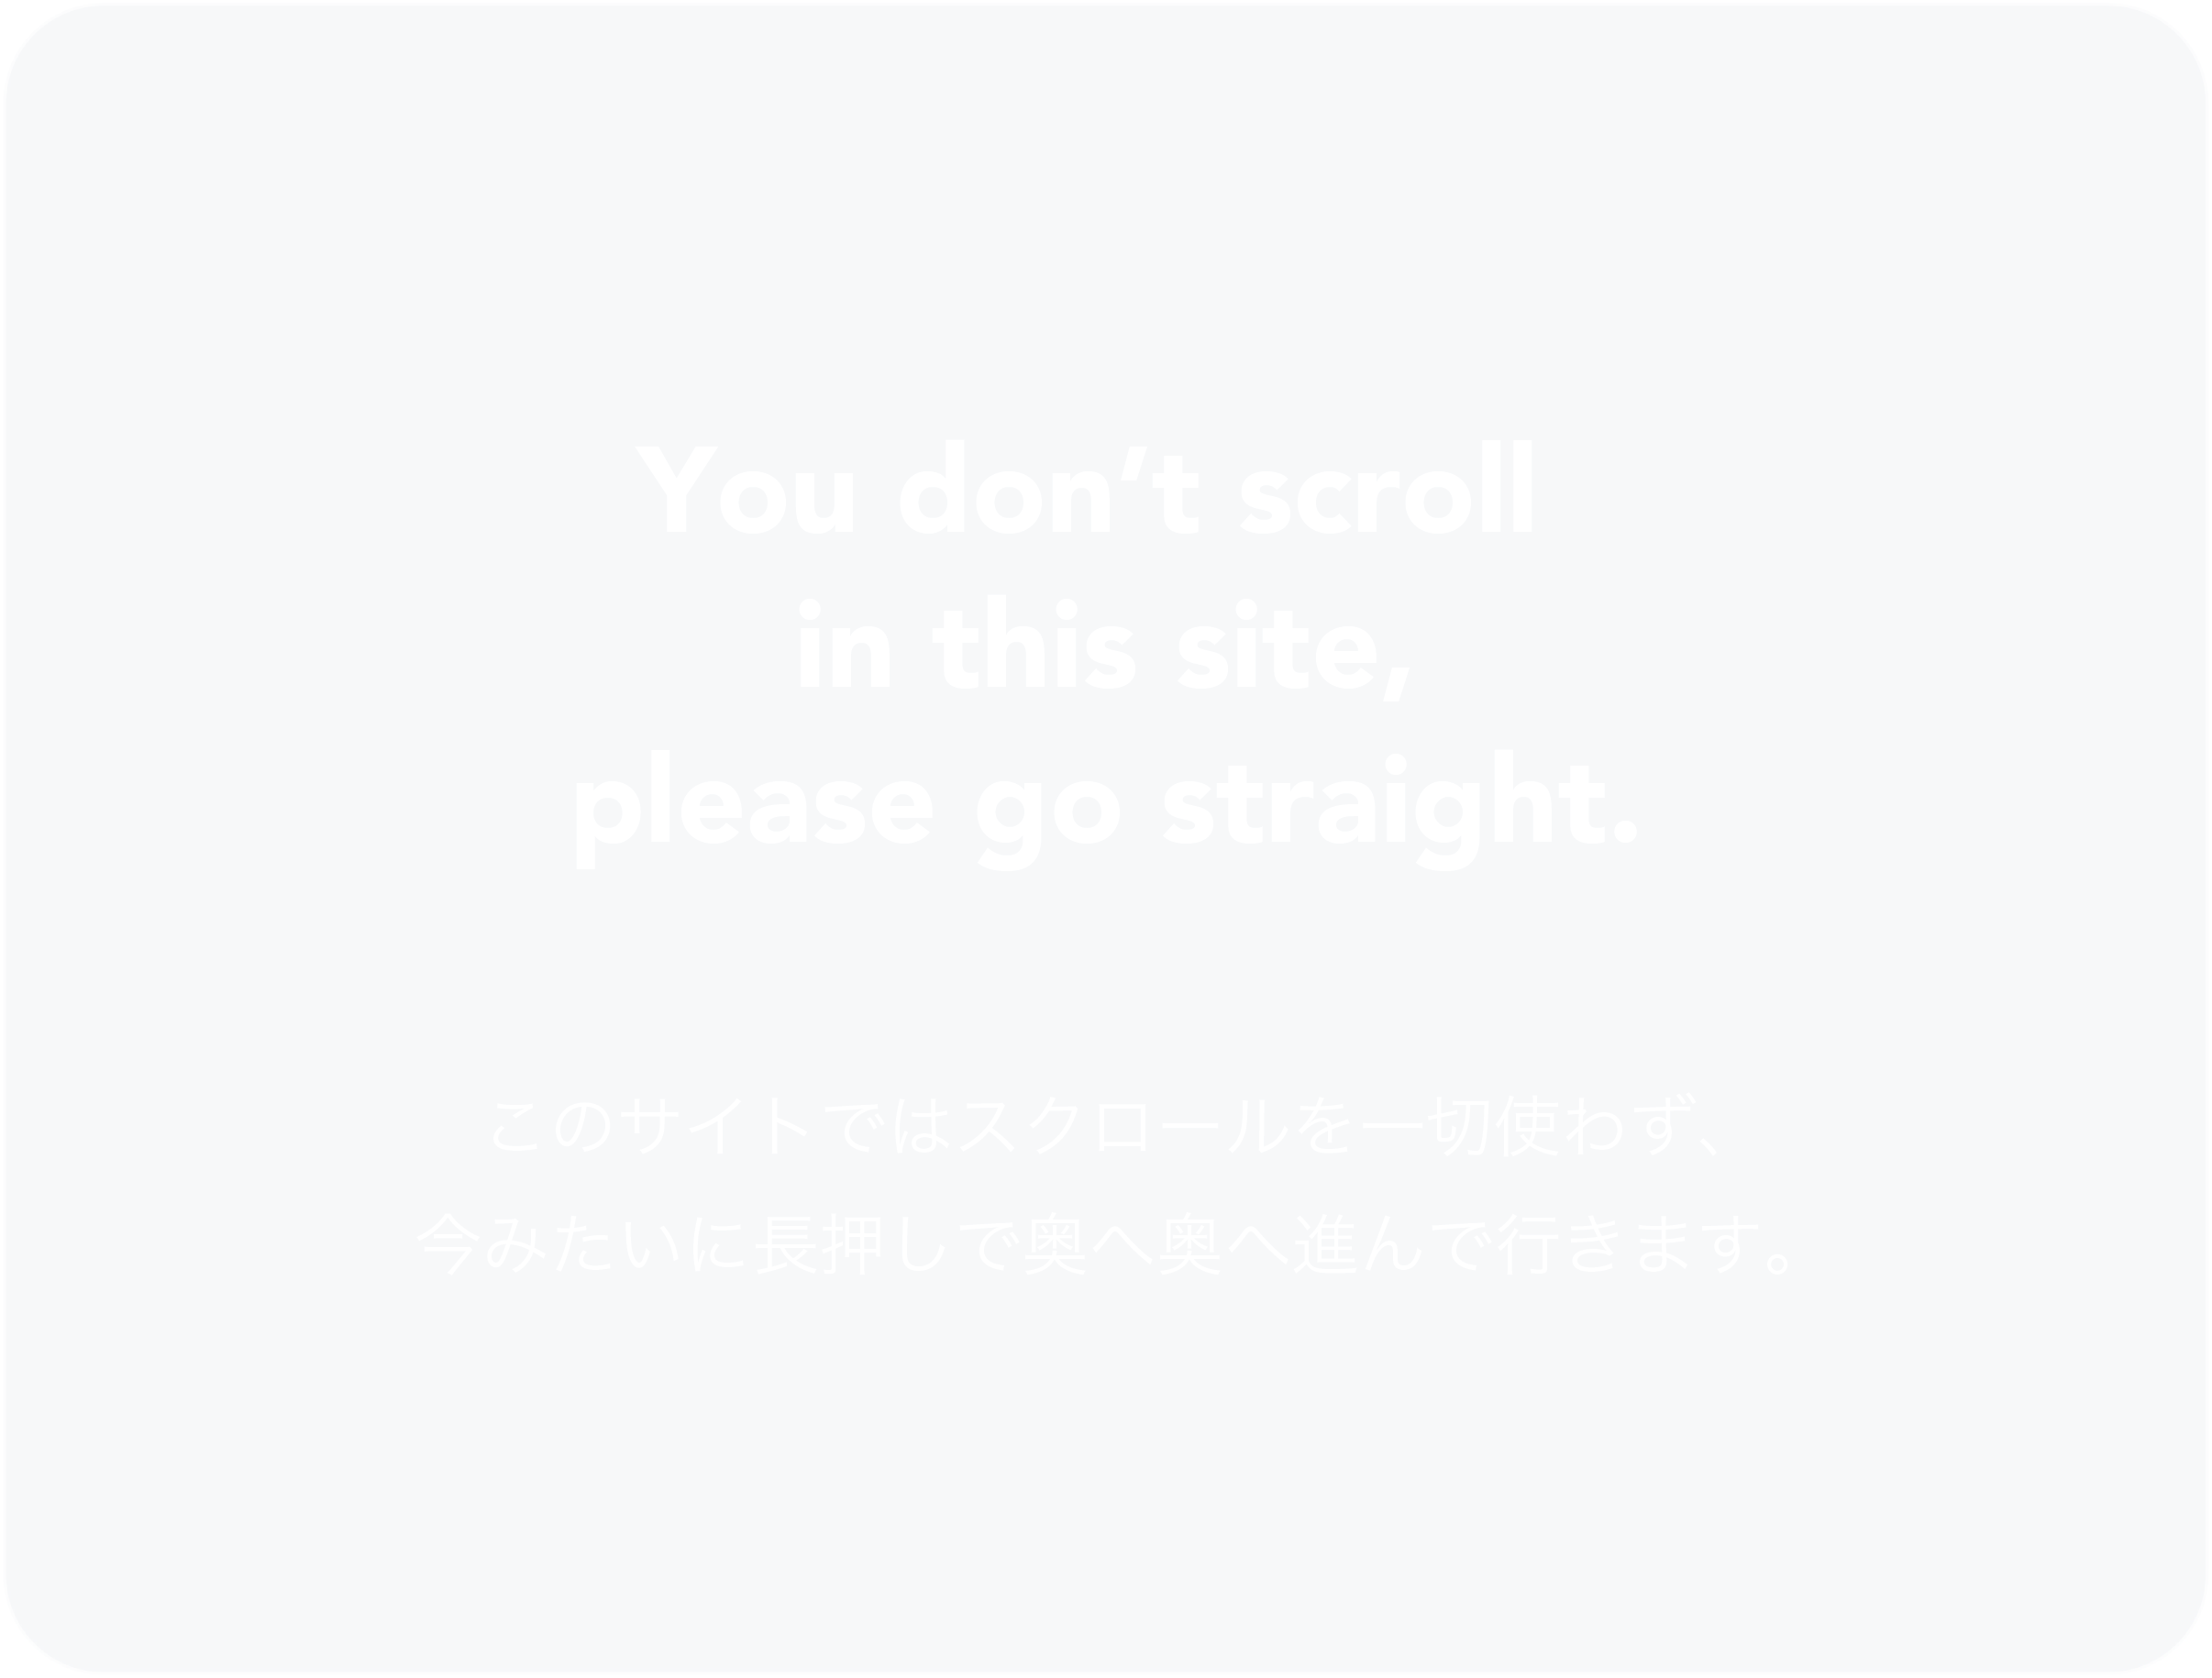 You don’t scroll
in this site,
please go straight.
このサイトではスクロールを一切使わず、
今みたいに長押しで奥へ奥へ進んで行きます。